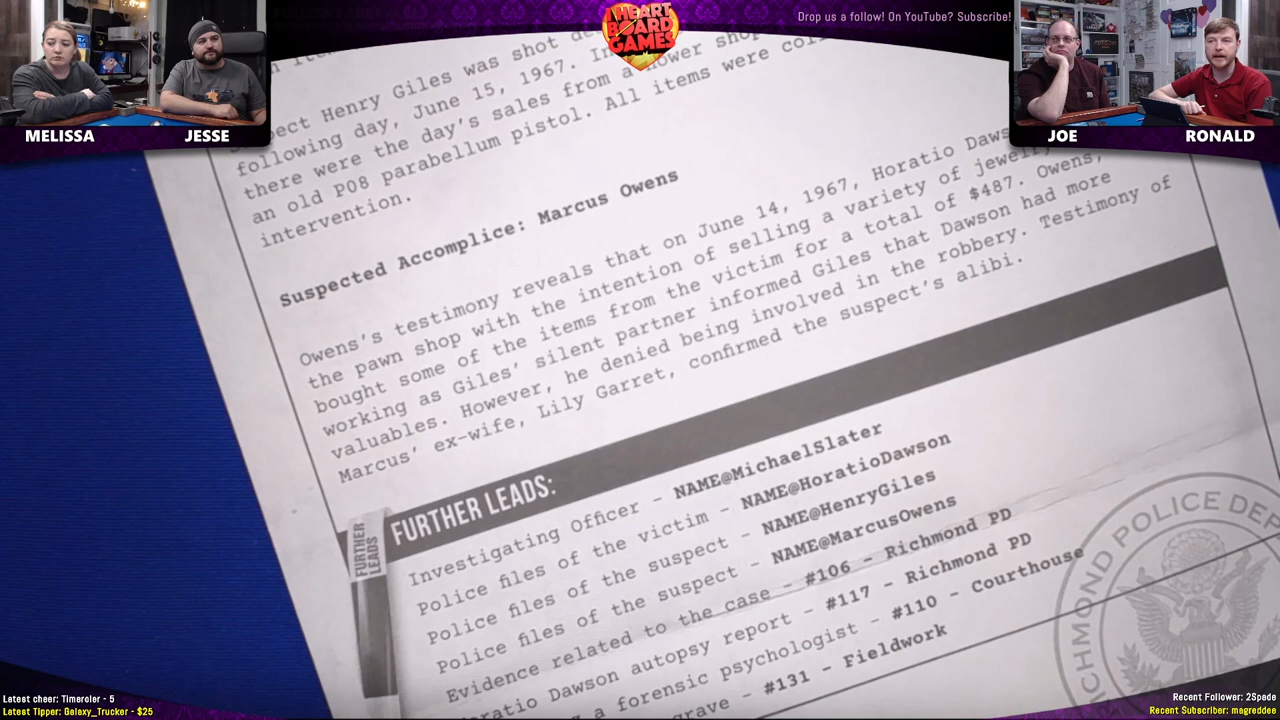 Drop us a follow! On YouTube? Subscribe!
I HEART
BOARD
GAMES
MELISSA
JESSE
JOE
RONALD
Henry Giles was shot
following day, June 15, 1967.
there were the day's sales from a flower
an old P08 parabellum pistol. All items were
intervention.
Suspected Accomplice: Marcus Owens
Owens's testimony reveals that on June 14, 1967, Horatio
the pawn shop with the intention of selling a variety of
bought some of the items from the victim for a total of $487. Owens,
working as Giles' silent partner informed Giles that Dawson had more
valuables. However, he denied being involved in the robbery. Testimony of
Marcus' ex-wife, Lily Garret, confirmed the suspect's alibi.
FURTHER
LEADS
FURTHER LEADS:
Investigating Officer - NAME@MichaelSlater
Police files of the victim - NAME@HoratioDawson
Police files of the suspect - NAME@HenryGiles
Police files of the suspect - NAME@MarcusOwens
Evidence related to the case - #106 - Richmond PD
Dawson autopsy report - #117 - Richmond PD
a forensic psychologist - #110 - Courthouse
grave - #131 - Fieldwork
RICHMOND POLICE
Latest cheer: Timeroler - 5
Latest Tipper: Galaxy_Trucker - $25
Recent Follower: 2Spade
Recent Subscriber: magreddee